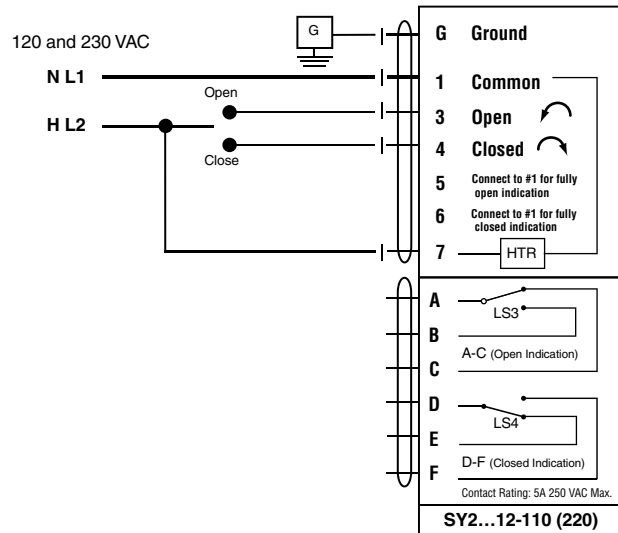 120 and 230 VAC
G
G Ground
N L1
1 Common
Open
3 Open
H L2
4 Closed
Close
5 Connect to #1 for fully
open indication
6 Connect to #1 for fully
closed indication
7 HTR
A
LS3
B
A-C (Open Indication)
C
D
LS4
E
D-F (Closed Indication)
F
Contact Rating: 5A 250 VAC Max.
SY2...12-110 (220)